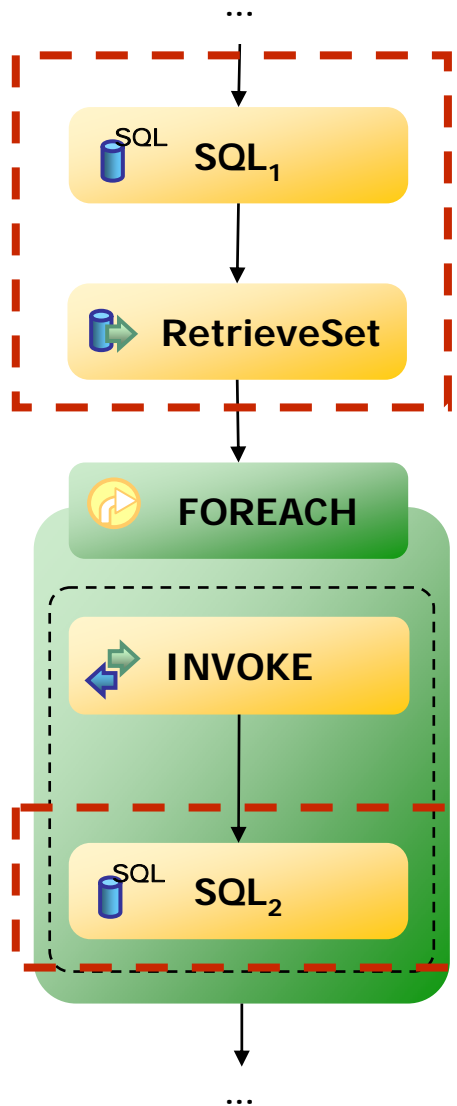 ...
SQL
SQL₁
RetrieveSet
FOREACH
INVOKE
SQL
SQL₂
...